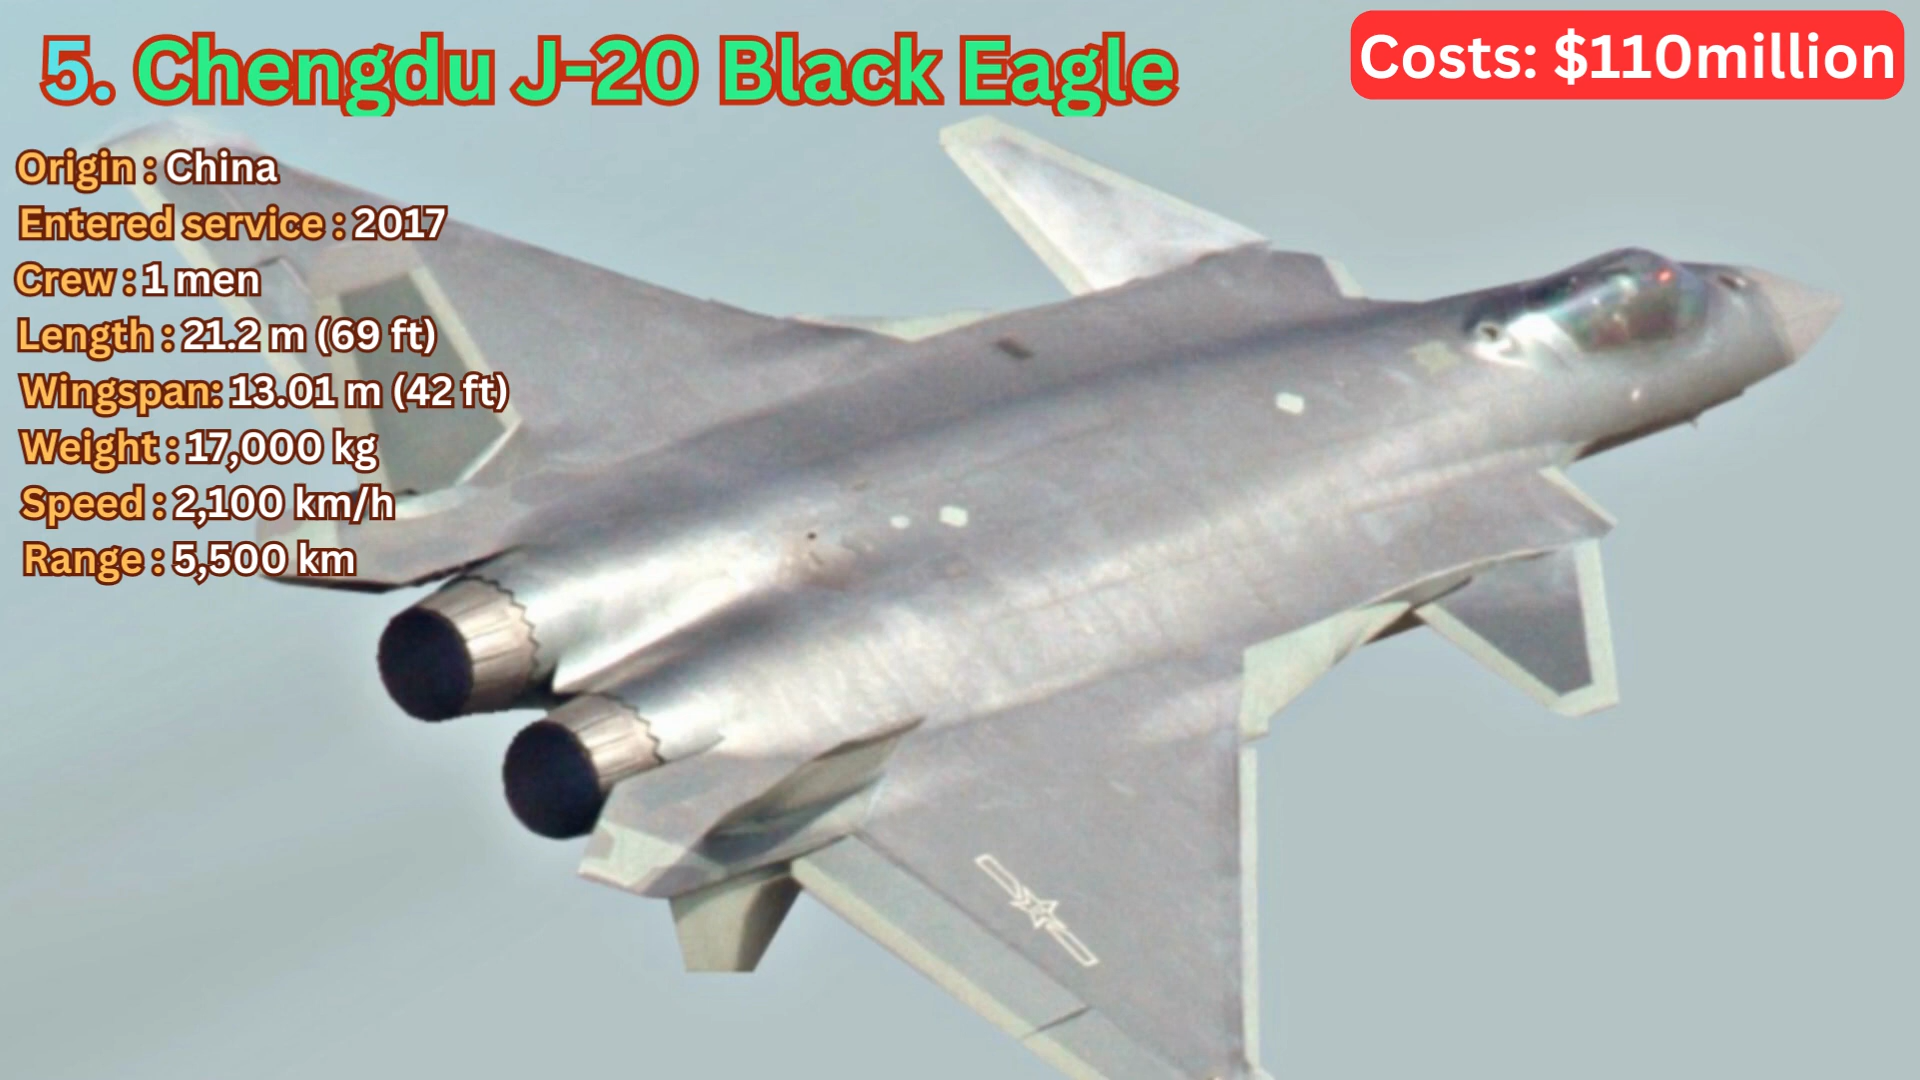 5. Chengdu J-20 Black Eagle
Costs: $110million
Origin : China
Entered service : 2017
Crew : 1 men
Length : 21.2 m (69 ft)
Wingspan: 13.01 m (42 ft)
Weight : 17,000 kg
Speed : 2,100 km/h
Range : 5,500 km